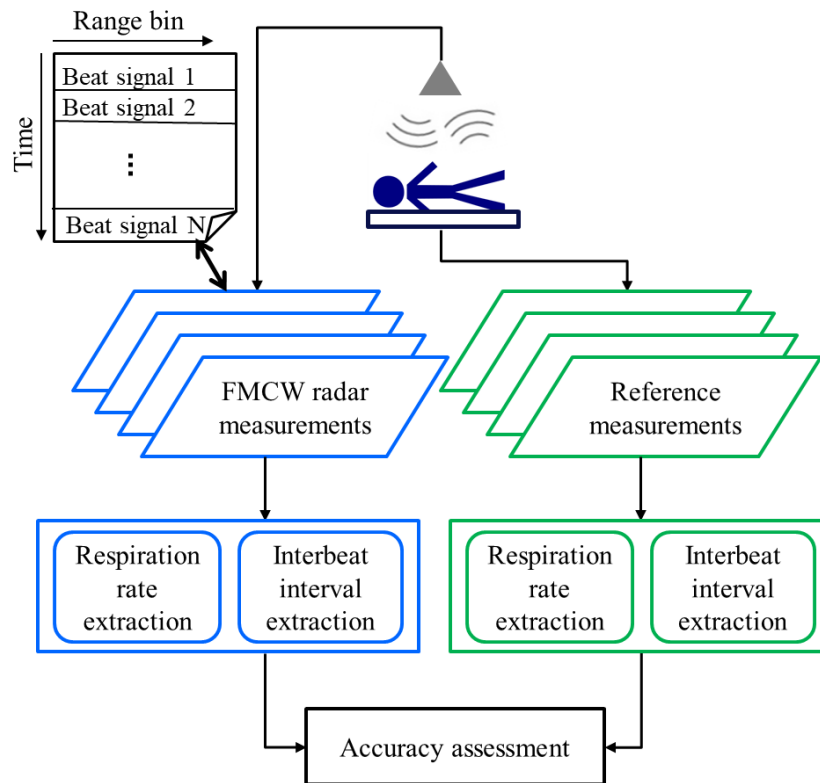 Range bin
Time
Beat signal 1
Beat signal 2
...
Beat signal N
FMCW radar
measurements
Reference
measurements
Respiration
rate
extraction
Interbeat
interval
extraction
Respiration
rate
extraction
Interbeat
interval
extraction
Accuracy assessment